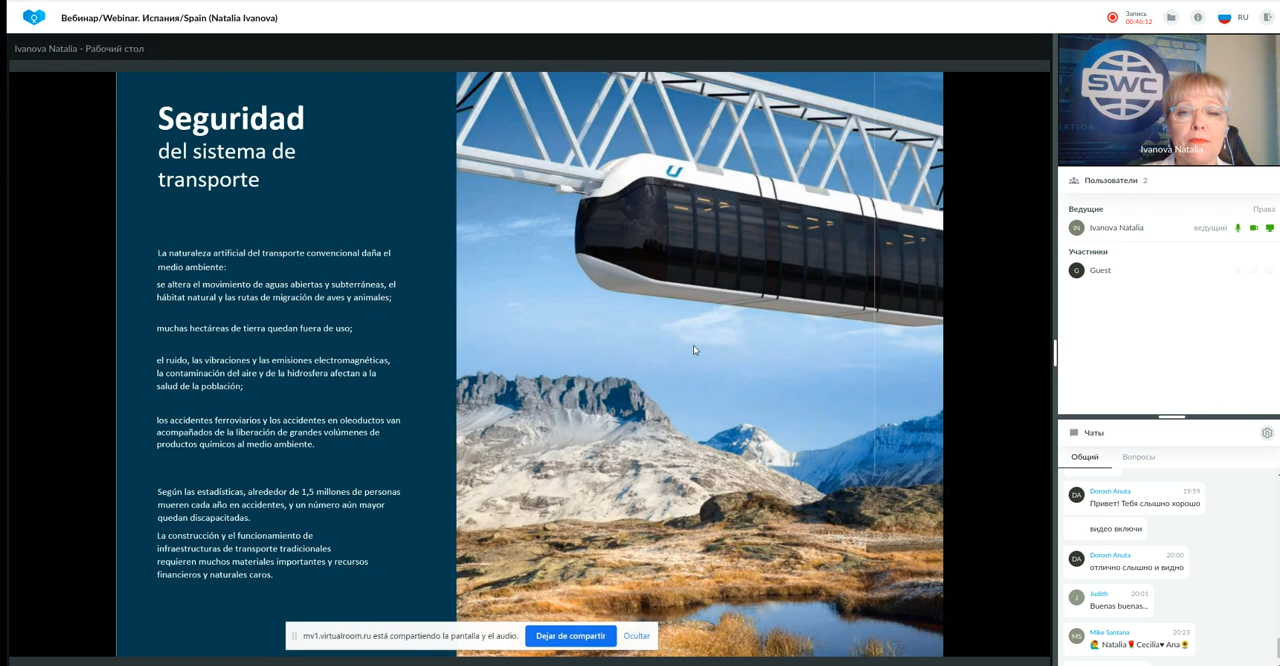 Вебинар/Webinar. Испания/Spain (Natalia Ivanova)
Запись
00:46:12
RU
Ivanova Natalia - Рабочий стол
Seguridad
del sistema de
transporte
La naturaleza artificial del transporte convencional daña el
medio ambiente:
se altera el movimiento de aguas abiertas y subterráneas, el
hábitat natural y las rutas de migración de aves y animales;
muchas hectáreas de tierra quedan fuera de uso;
el ruido, las vibraciones y las emisiones electromagnéticas,
la contaminación del aire y de la hidrosfera afectan a la
salud de la población;
los accidentes ferroviarios y los accidentes en oleoductos van
acompañados de la liberación de grandes volúmenes de
productos químicos al medio ambiente.
Según las estadísticas, alrededor de 1,5 millones de personas
mueren cada año en accidentes, y un número aún mayor
quedan discapacitadas.
La construcción y el funcionamiento de
infraestructuras de transporte tradicionales
requieren muchos materiales importantes y recursos
financieros y naturales caros.
mv1.virtualroom.ru está compartiendo la pantalla y el audio.
Dejar de compartir
Ocultar
SWC
Ivanova Natalia
Пользователи 2
Ведущие
Права
IN
Ivanova Natalia
ведущий
Участники
G
Guest
Чаты
Общий
Вопросы
DA
Dorosh Anuta
19:59
Привет! Тебя слышно хорошо
видео включи
DA
Dorosh Anuta
20:00
отлично слышно и видно
J
Judith
20:01
Buenas buenas...
MS
Mike Santana
20:23
🙋‍♂️ Natalia🌹Cecilia♥ Ana🌻